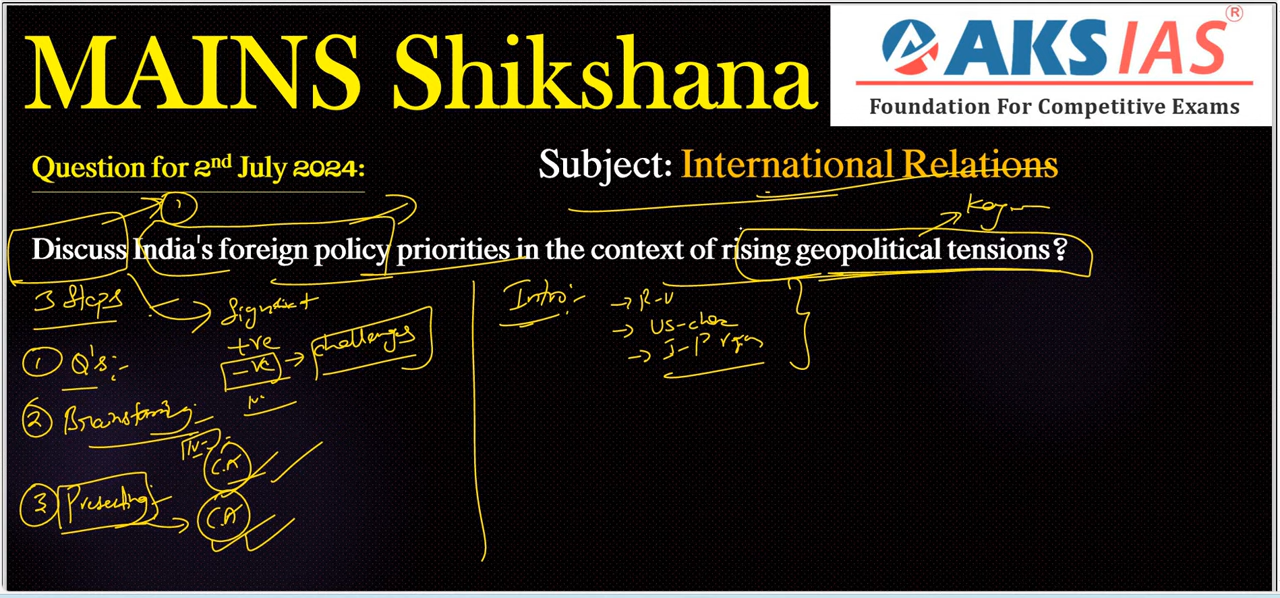 MAINS Shikshana
AKS IAS ®
Foundation For Competitive Exams
Question for 2nd July 2024:
Subject: International Relations
Discuss India's foreign policy priorities in the context of rising geopolitical tensions?
3 Steps
① Q's:-
② Brainstorming:-
C.A
③ Presenting:-
C.A
+ve
-ve → challenges
Intro:-
→ R-U
→ US-
→ I-P